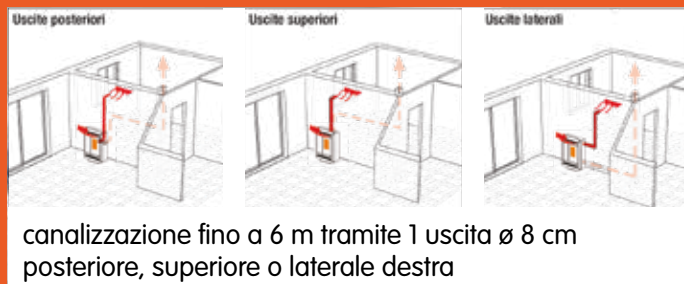 Uscite posteriori
Uscite superiori
Uscite laterali
canalizzazione fino a 6 m tramite 1 uscita ø 8 cm
posteriore, superiore o laterale destra